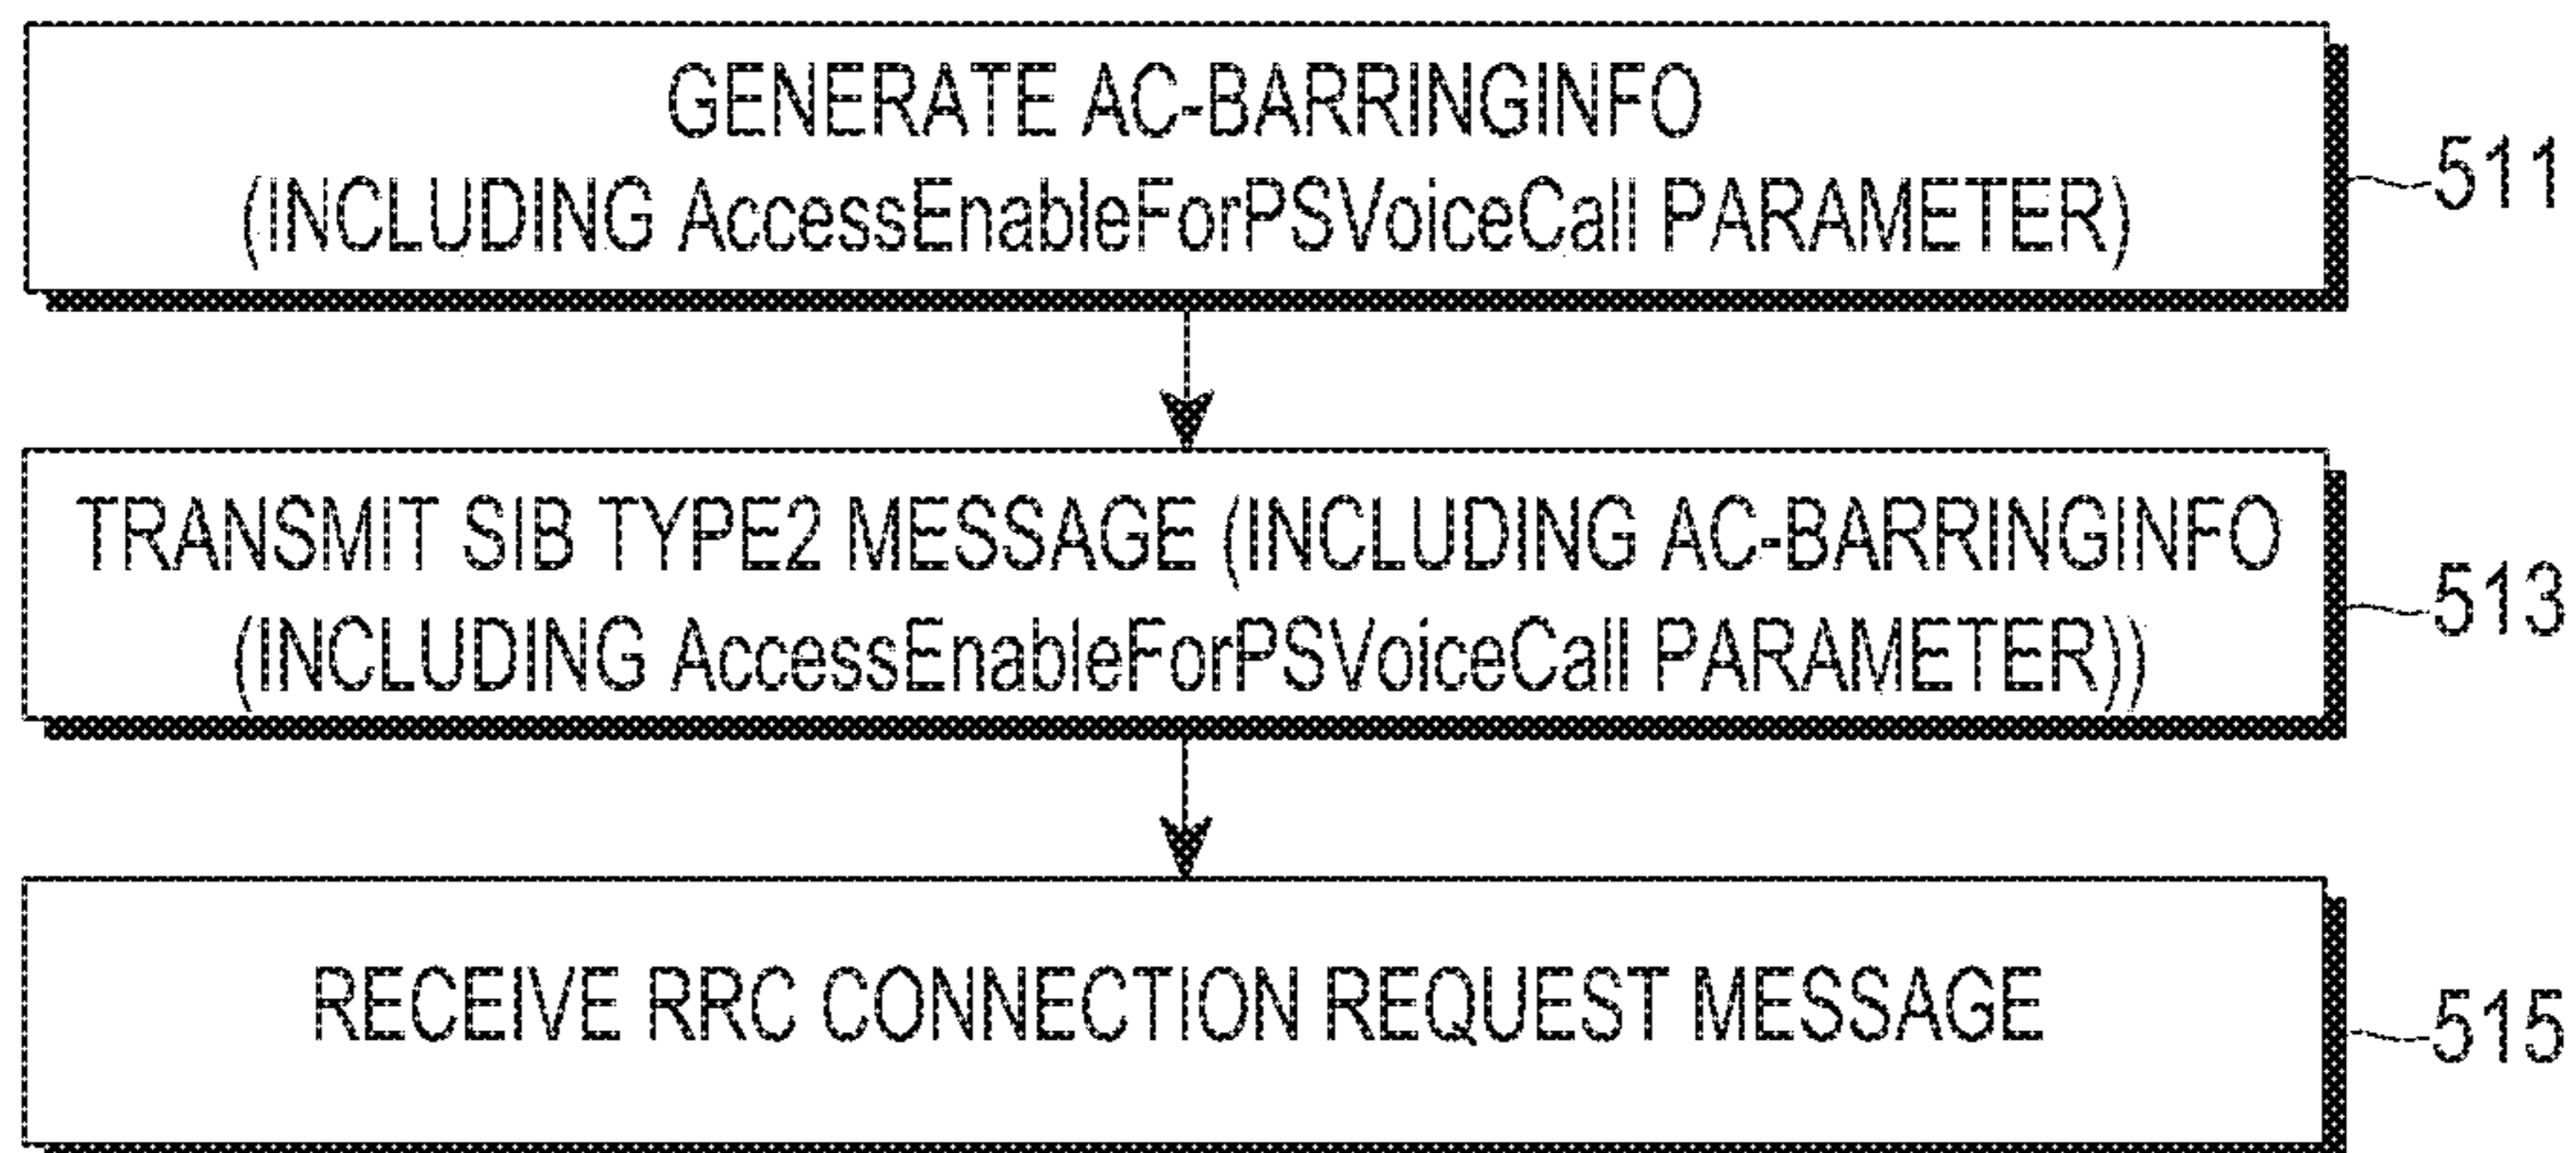 GENERATE AC-BARRINGINFO
(INCLUDING AccessEnableForPSVoiceCall PARAMETER)
511
TRANSMIT SIB TYPE2 MESSAGE (INCLUDING AC-BARRINGINFO
(INCLUDING AccessEnableForPSVoiceCall PARAMETER))
513
RECEIVE RRC CONNECTION REQUEST MESSAGE
515